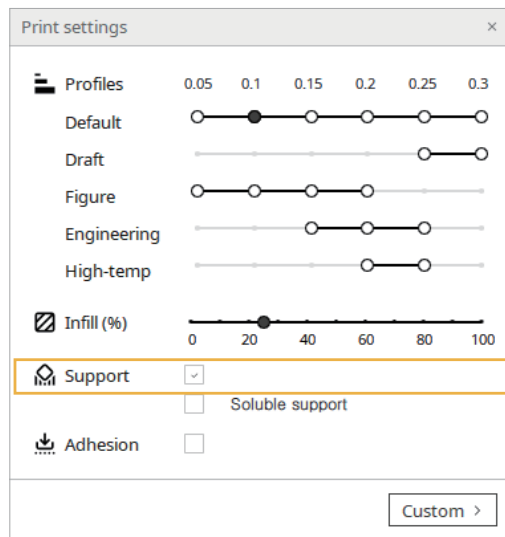 Print settings ×
Profiles 0.05 0.1 0.15 0.2 0.25 0.3
Default
Draft
Figure
Engineering
High-temp
Infill (%)
0 20 40 60 80 100
Support
Soluble support
Adhesion
Custom >